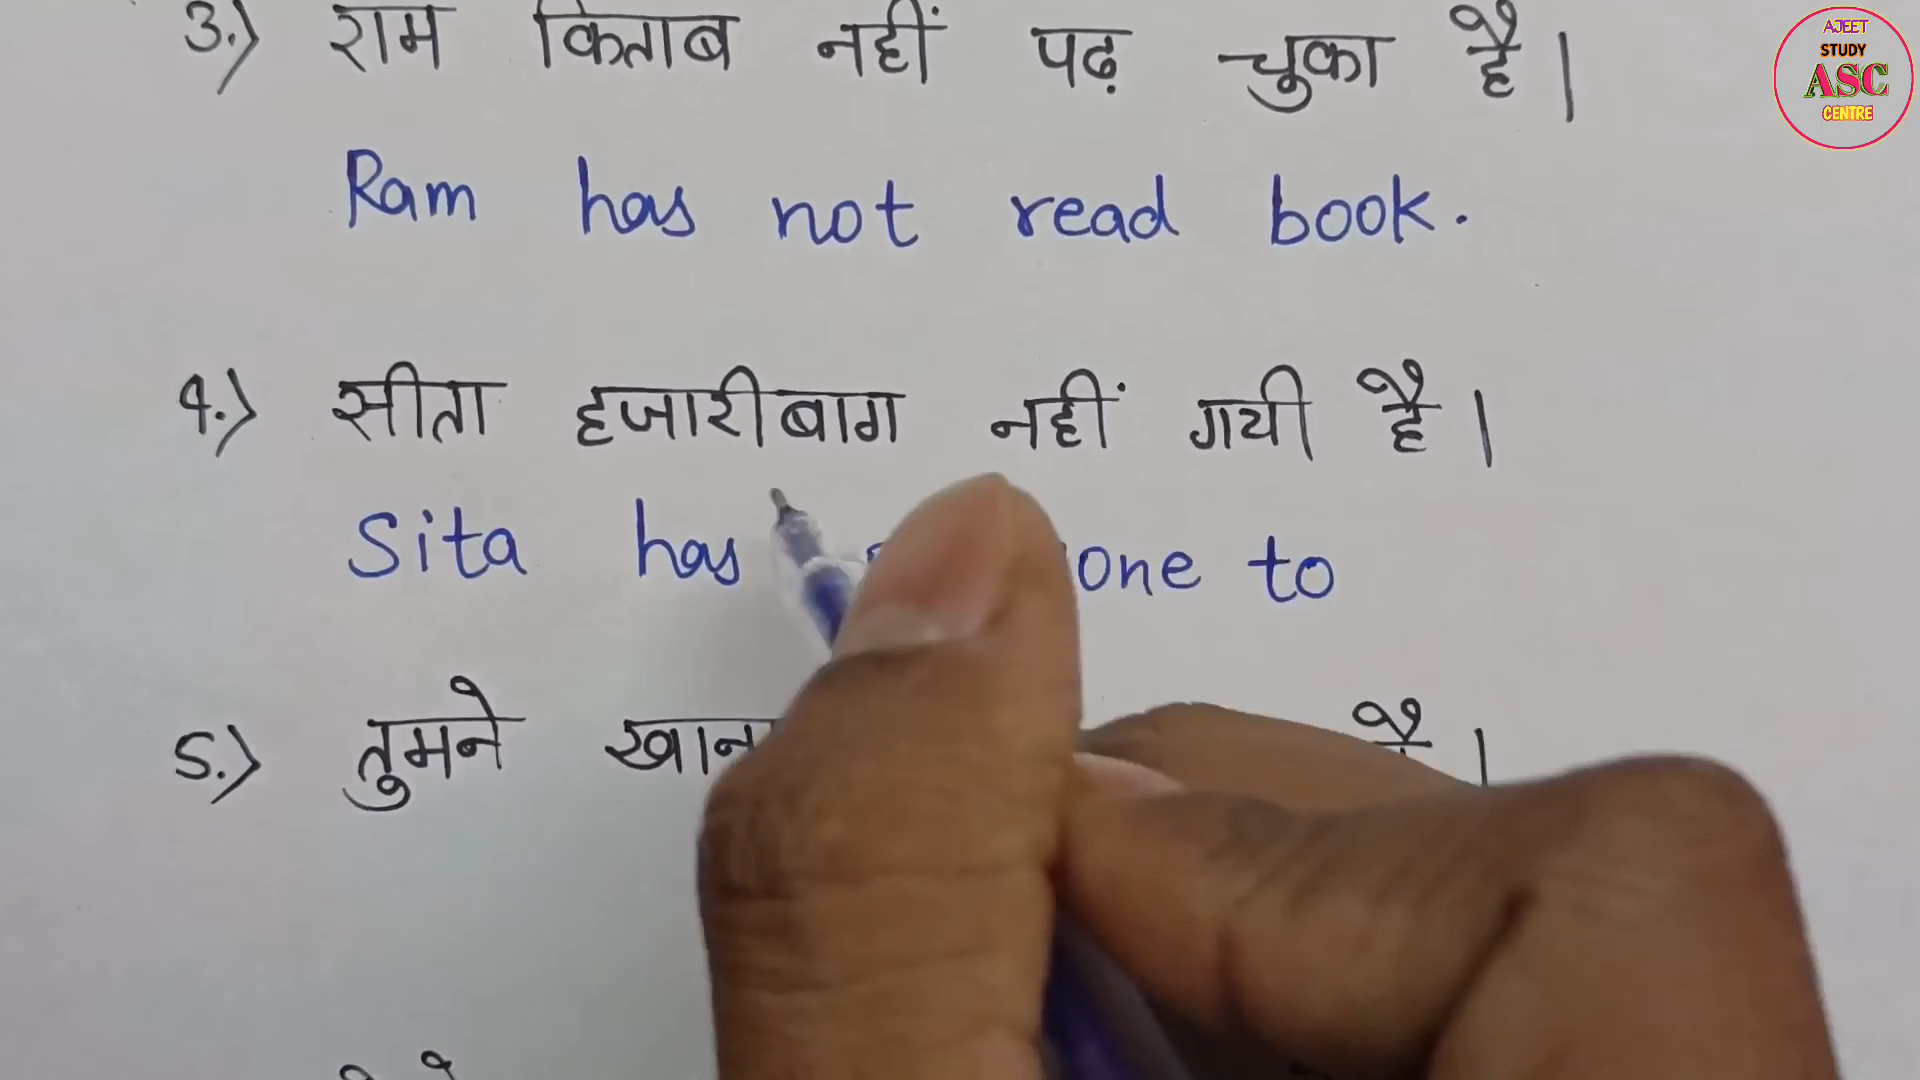 3.) राम किताब नहीं पढ़ चुका है।
AJEET
STUDY
ASC
CENTRE
Ram has not read book.
4.) सीता हजारीबाग नहीं गयी है।
Sita has to
5.) तुमने है।